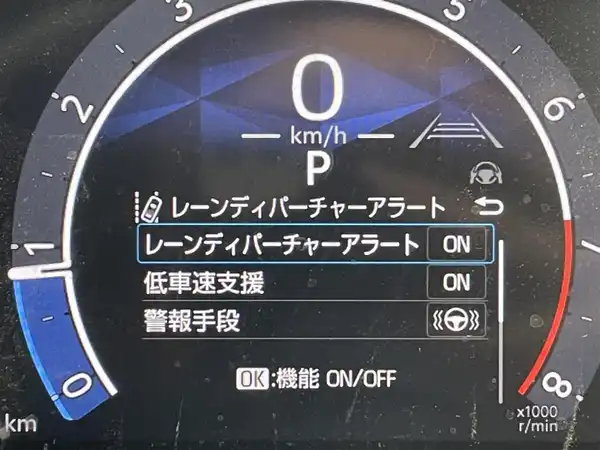 3
5
2
0
6
km/h
P
レーンディパーチャーアラート
1
レーンディパーチャーアラート ON
7
低車速支援 ON
警報手段
OK:機能 ON/OFF
0
8
km
x1000
r/min